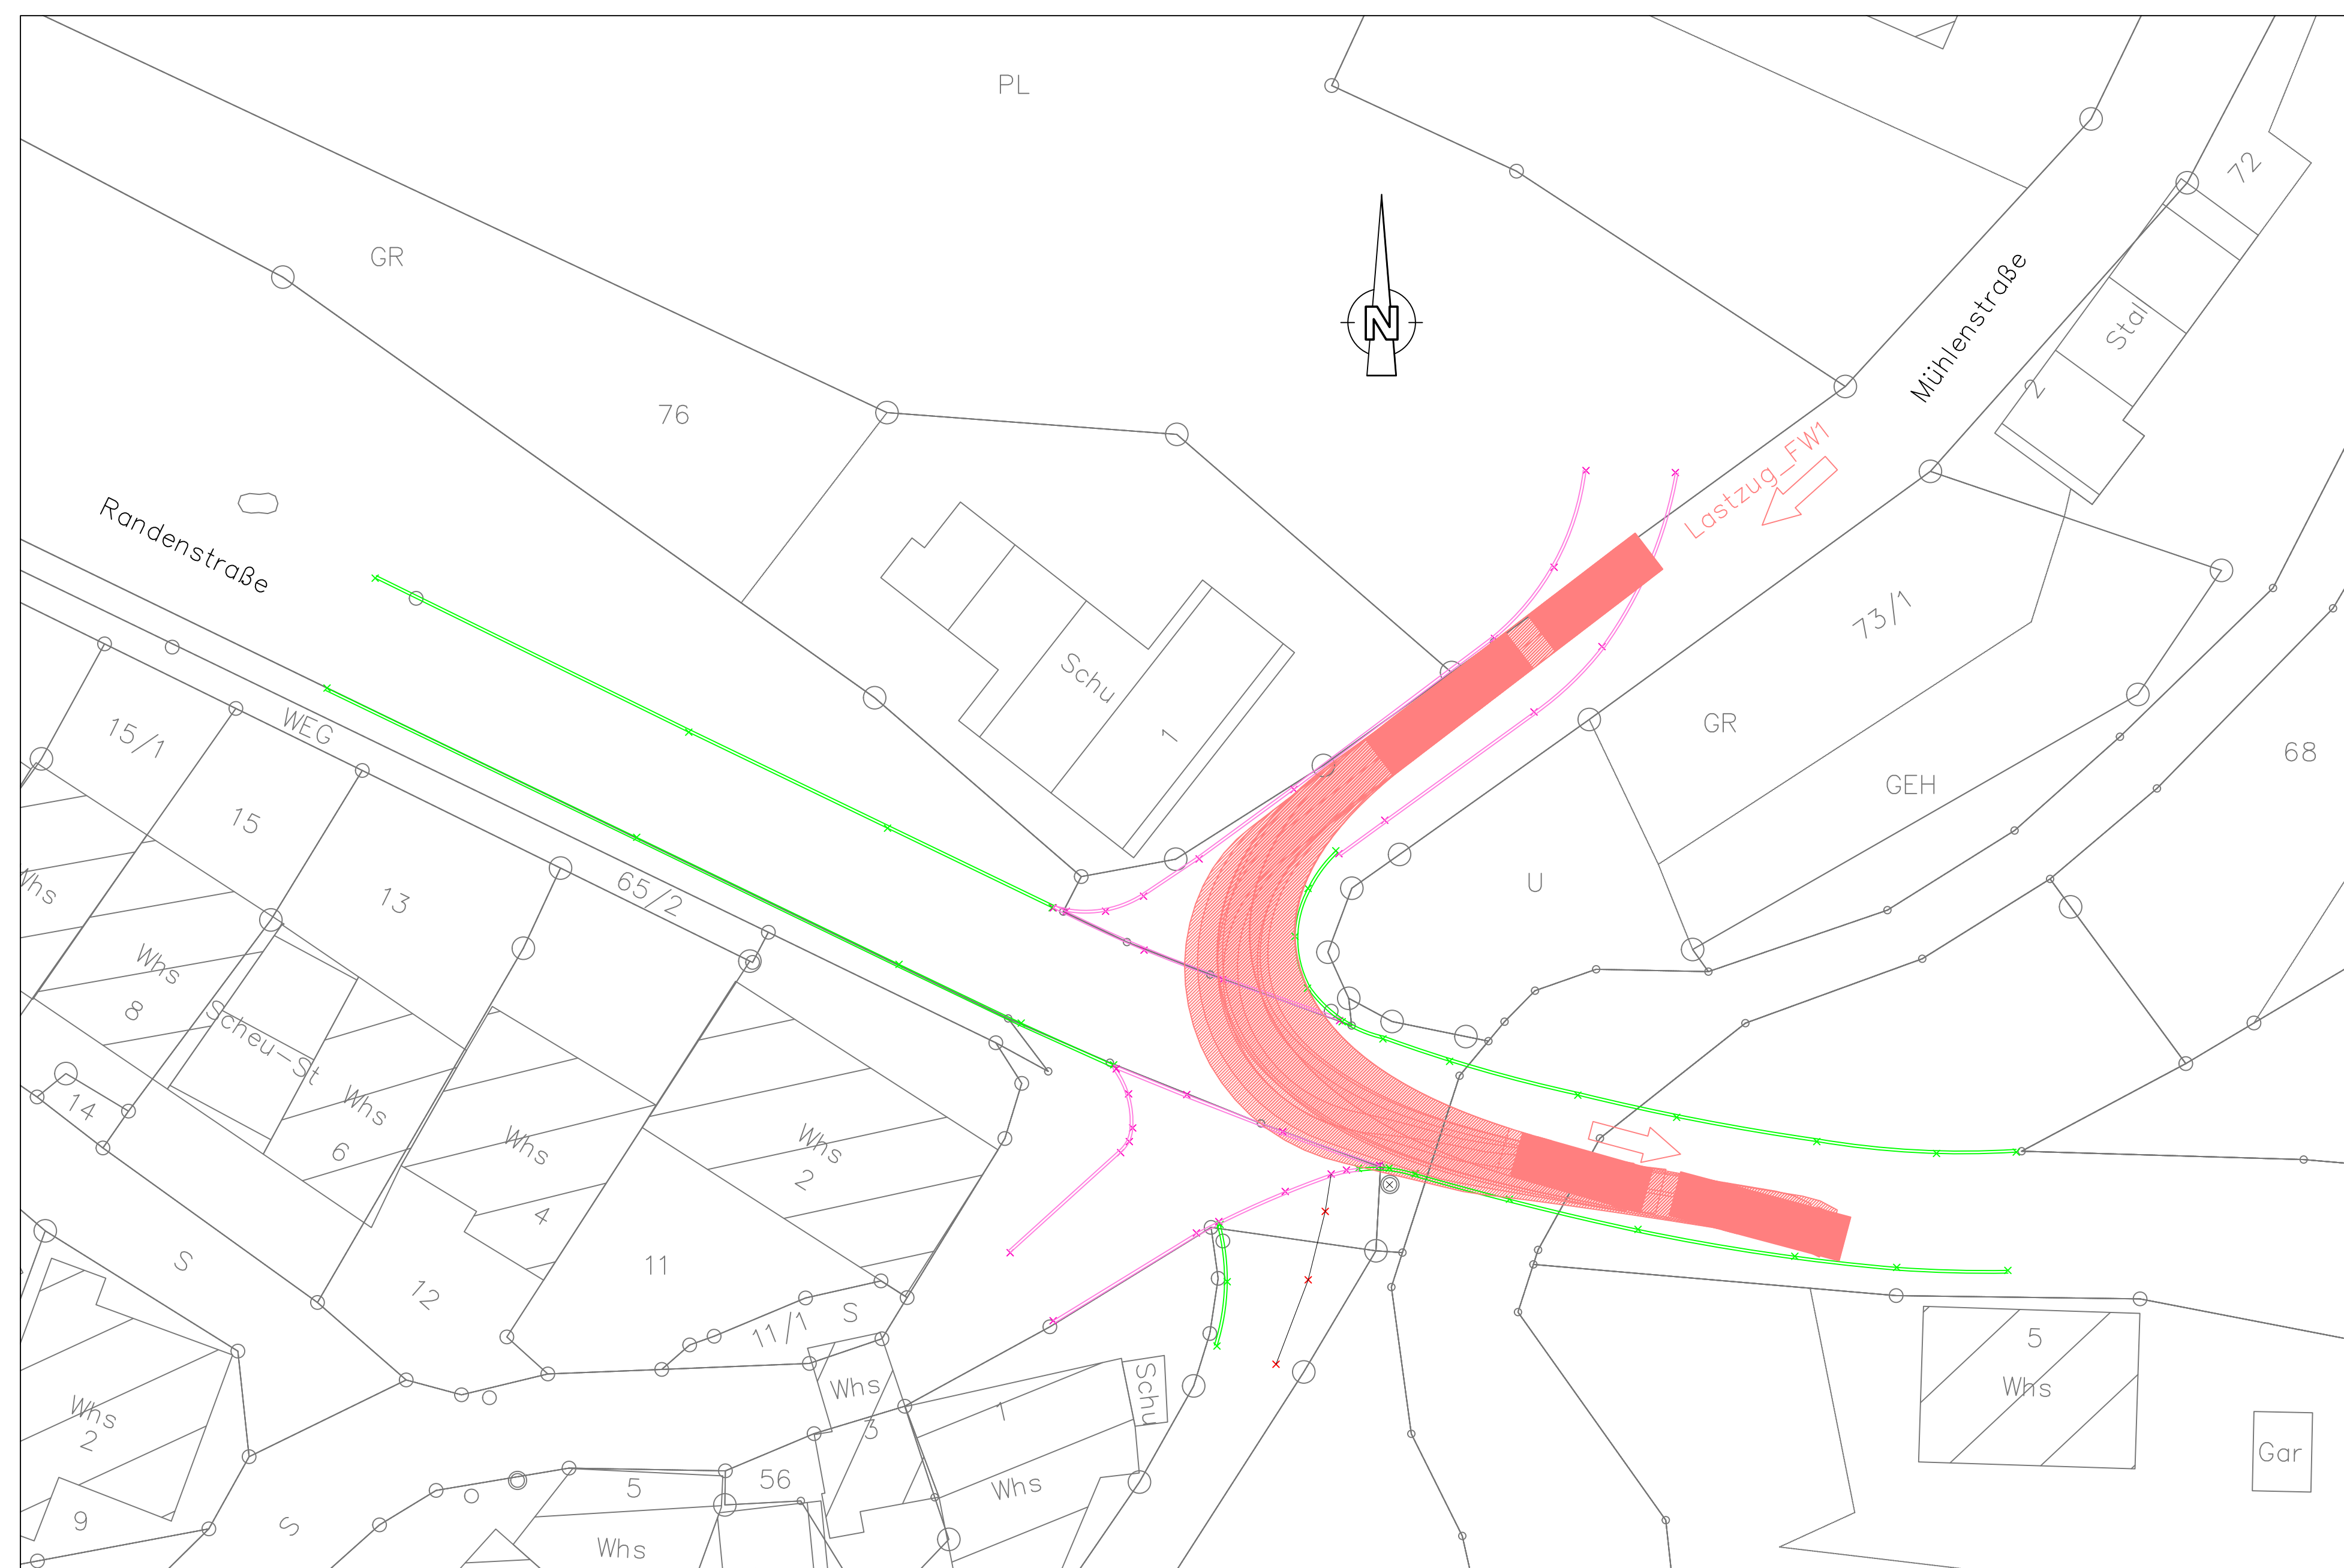 PL
72
GR
Mühlenstraße
N
Stal
2
76
Lastzug_FW1
Randenstraße
73/1
Schu
1
GR
15/1
WEG
68
GEH
15
U
Whs
13
65/2
Whs
8
Scheu-St
14
Whs
6
Whs
Whs
2
4
S
11
12
11/1
S
5
Whs
Whs
3
1
Schu
Whs
2
Gar
56
5
Whs
9
S
Whs